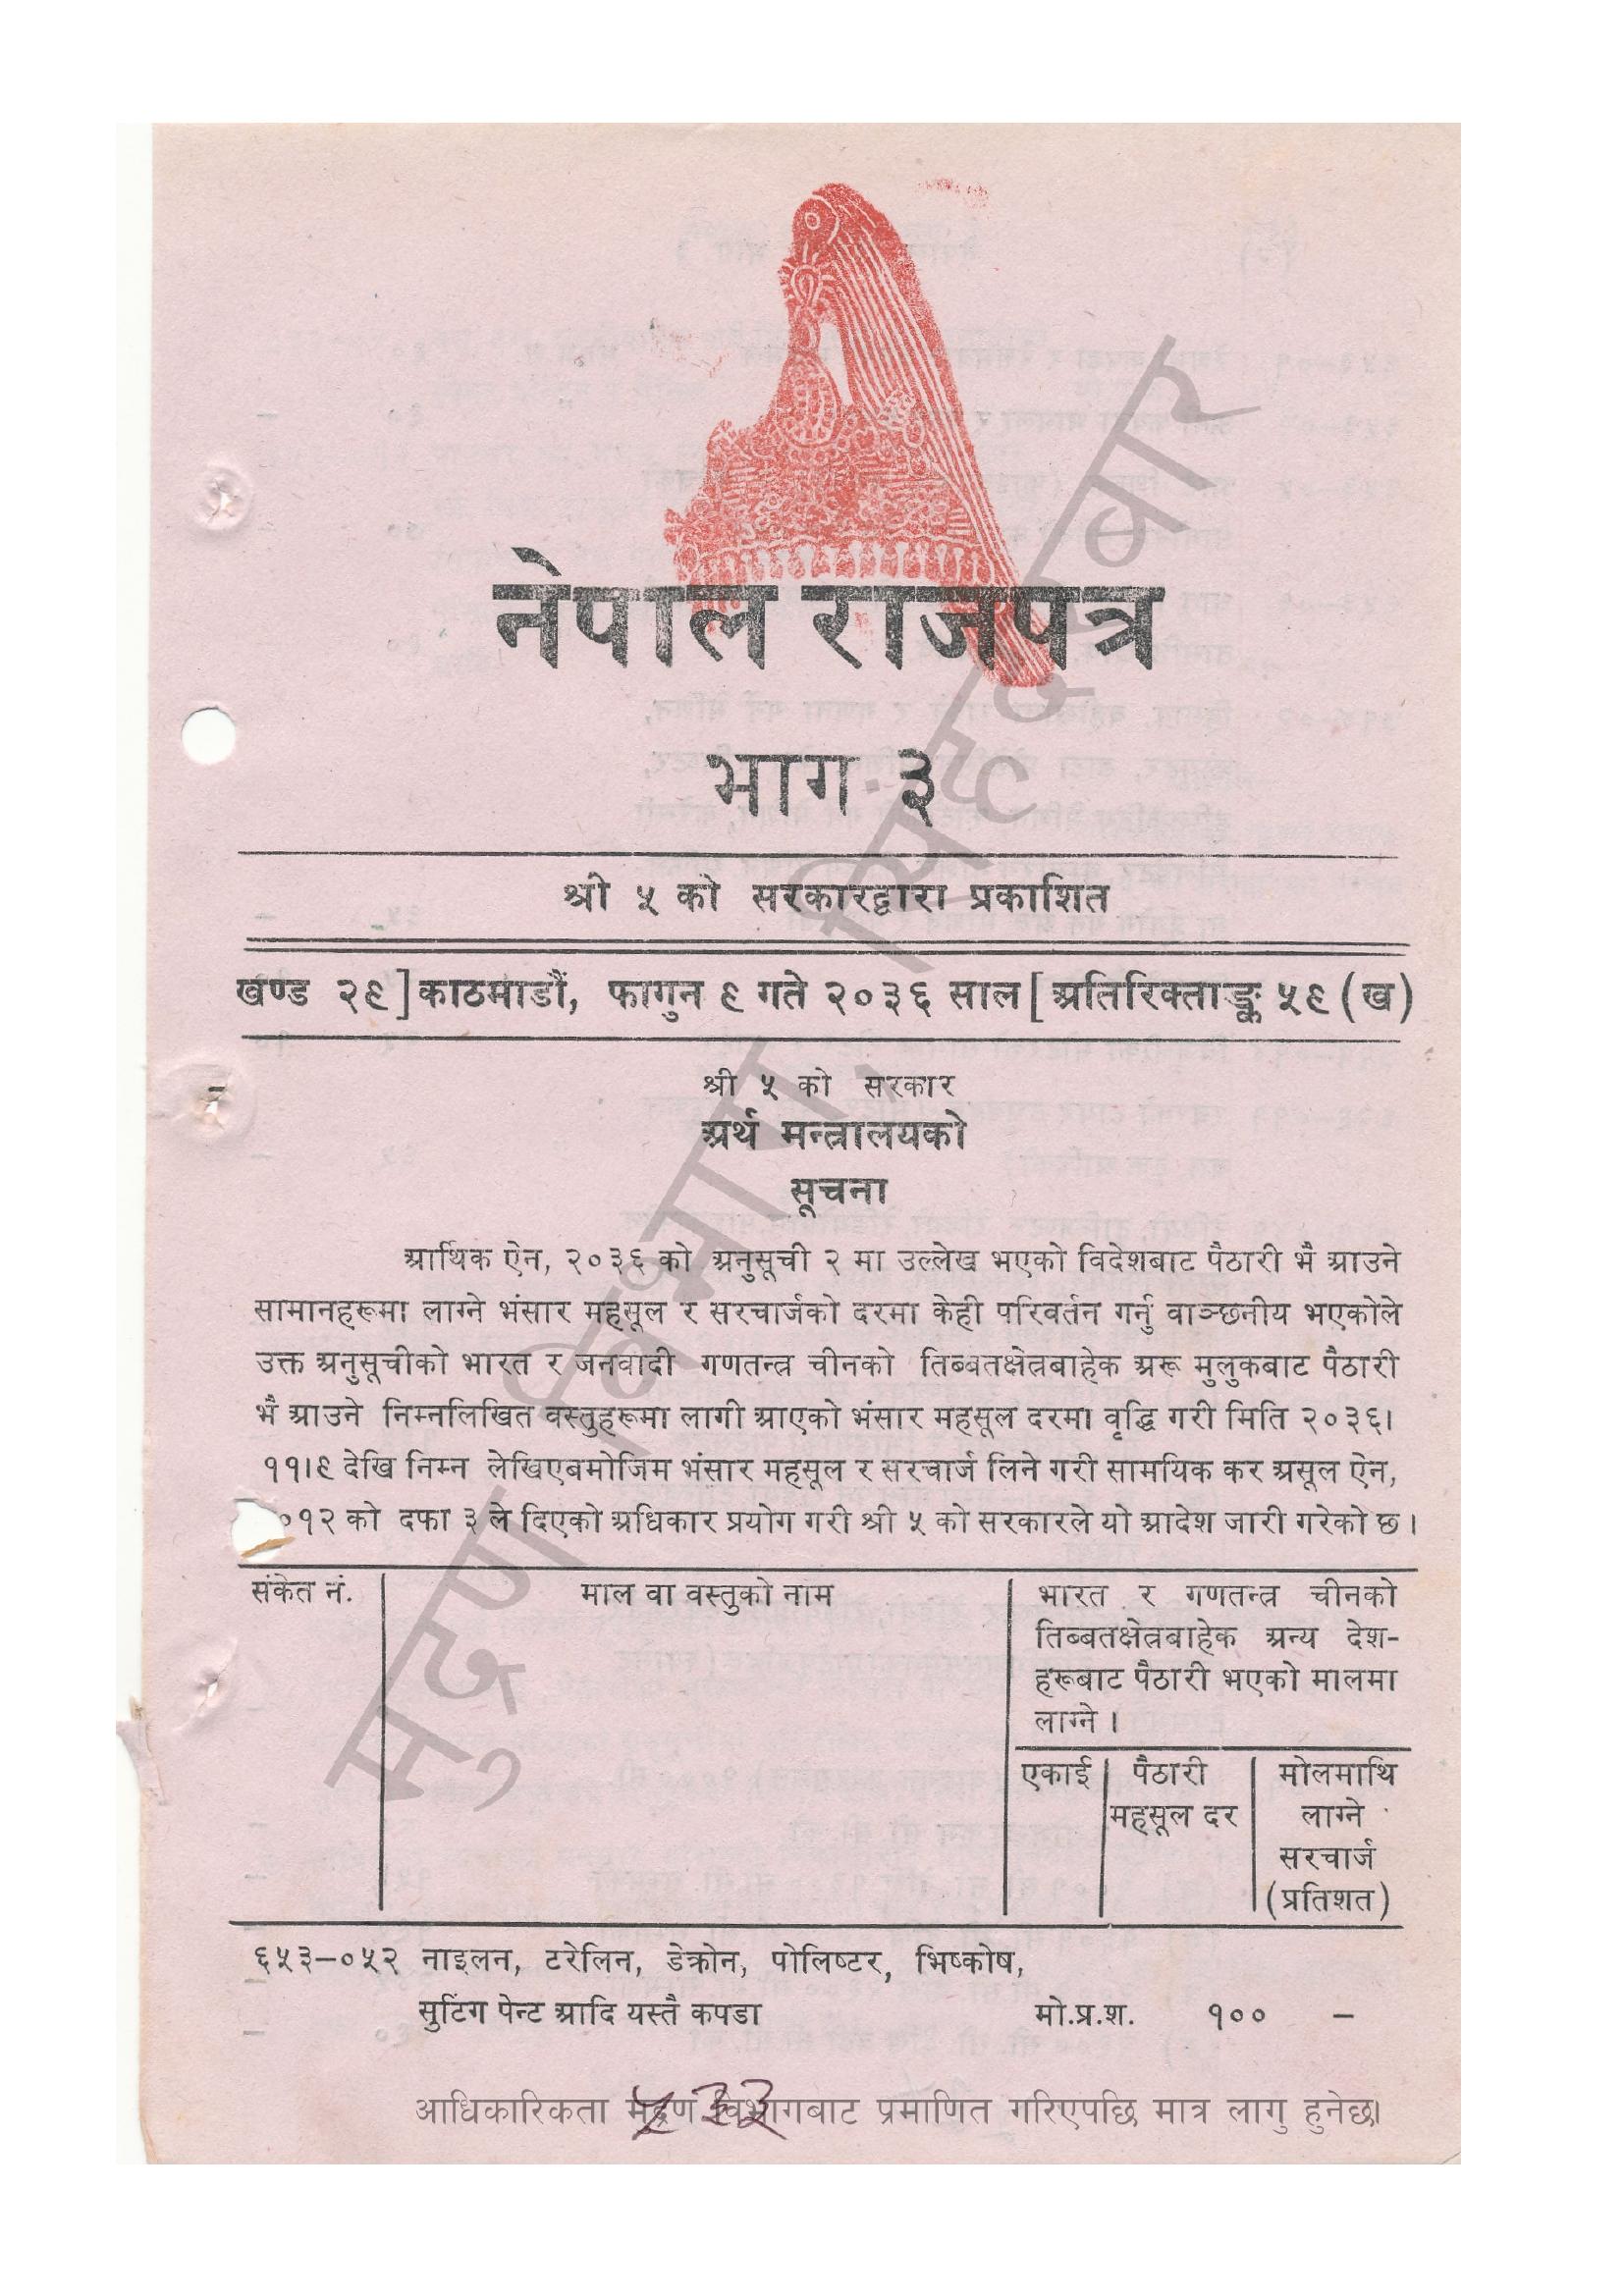 नेपाल राजपत्र
भाग ३
श्री ५ को सरकारद्वारा प्रकाशित
खण्ड २९] काठमाडौं, फागुन ९ गते २०३६ साल [अतिरिक्ताङ्क ५९ (ख)
श्री ५ को सरकार
अर्थ मन्त्रालयको
सूचना
आर्थिक ऐन, २०३६ को अनुसूची २ मा उल्लेख भएको विदेशबाट पैठारी भै आउने
सामानहरूमा लाग्ने भंसार महसूल र सरचार्जको दरमा केही परिवर्तन गर्नु वाञ्छनीय भएकोले
उक्त अनुसूचीको भारत र जनवादी गणतन्त्र चीनको तिब्बतक्षेत्रबाहेक अरू मुलुकबाट पैठारी
भै आउने निम्नलिखित वस्तुहरूमा लागी आएको भंसार महसूल दरमा वृद्धि गरी मिति २०३६।
११।९ देखि निम्न लेखिएबमोजिम भंसार महसूल र सरचार्ज लिने गरी सामयिक कर असूल ऐन,
०१२ को दफा ३ ले दिएको अधिकार प्रयोग गरी श्री ५ को सरकारले यो आदेश जारी गरेको छ।
संकेत नं. माल वा वस्तुको नाम भारत र गणतन्त्र चीनको
तिब्बतक्षेत्रबाहेक अन्य देश-
हरूबाट पैठारी भएको मालमा
लाग्ने।
एकाई पैठारी मोलमाथि
महसूल दर लाग्ने
सरचार्ज
(प्रतिशत)
६५३–०५२ नाइलन, टरेलिन, डेक्रोन, पोलिष्टर, भिष्कोष,
सुटिंग पेन्ट आदि यस्तै कपडा मो.प्र.श. १०० –
५३३
आधिकारिकता मुद्रण विभागबाट प्रमाणित गरिएपछि मात्र लागु हुनेछ।
मुद्रण विभाग, सिंहदरबार